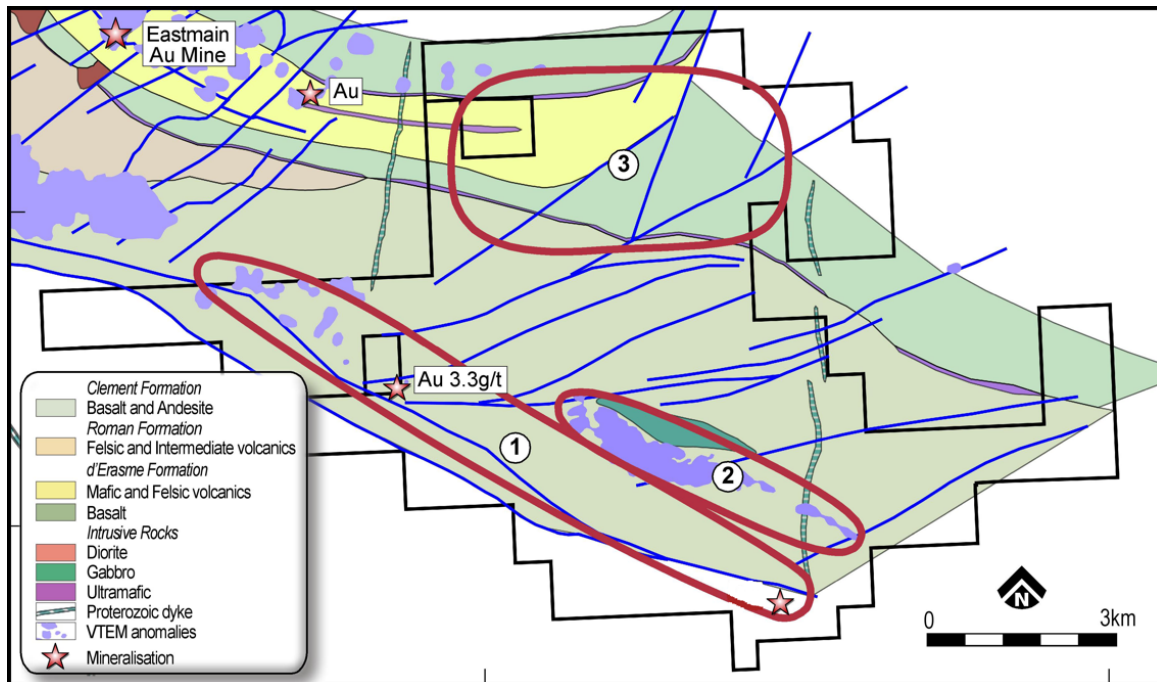 Eastmain
Au Mine
Au
3
Au 3.3g/t
1
2
Clement Formation
Basalt and Andesite
Roman Formation
Felsic and Intermediate volcanics
d'Erasme Formation
Mafic and Felsic volcanics
Basalt
Intrusive Rocks
Diorite
Gabbro
Ultramafic
Proterozoic dyke
VTEM anomalies
Mineralisation
N
0 3km